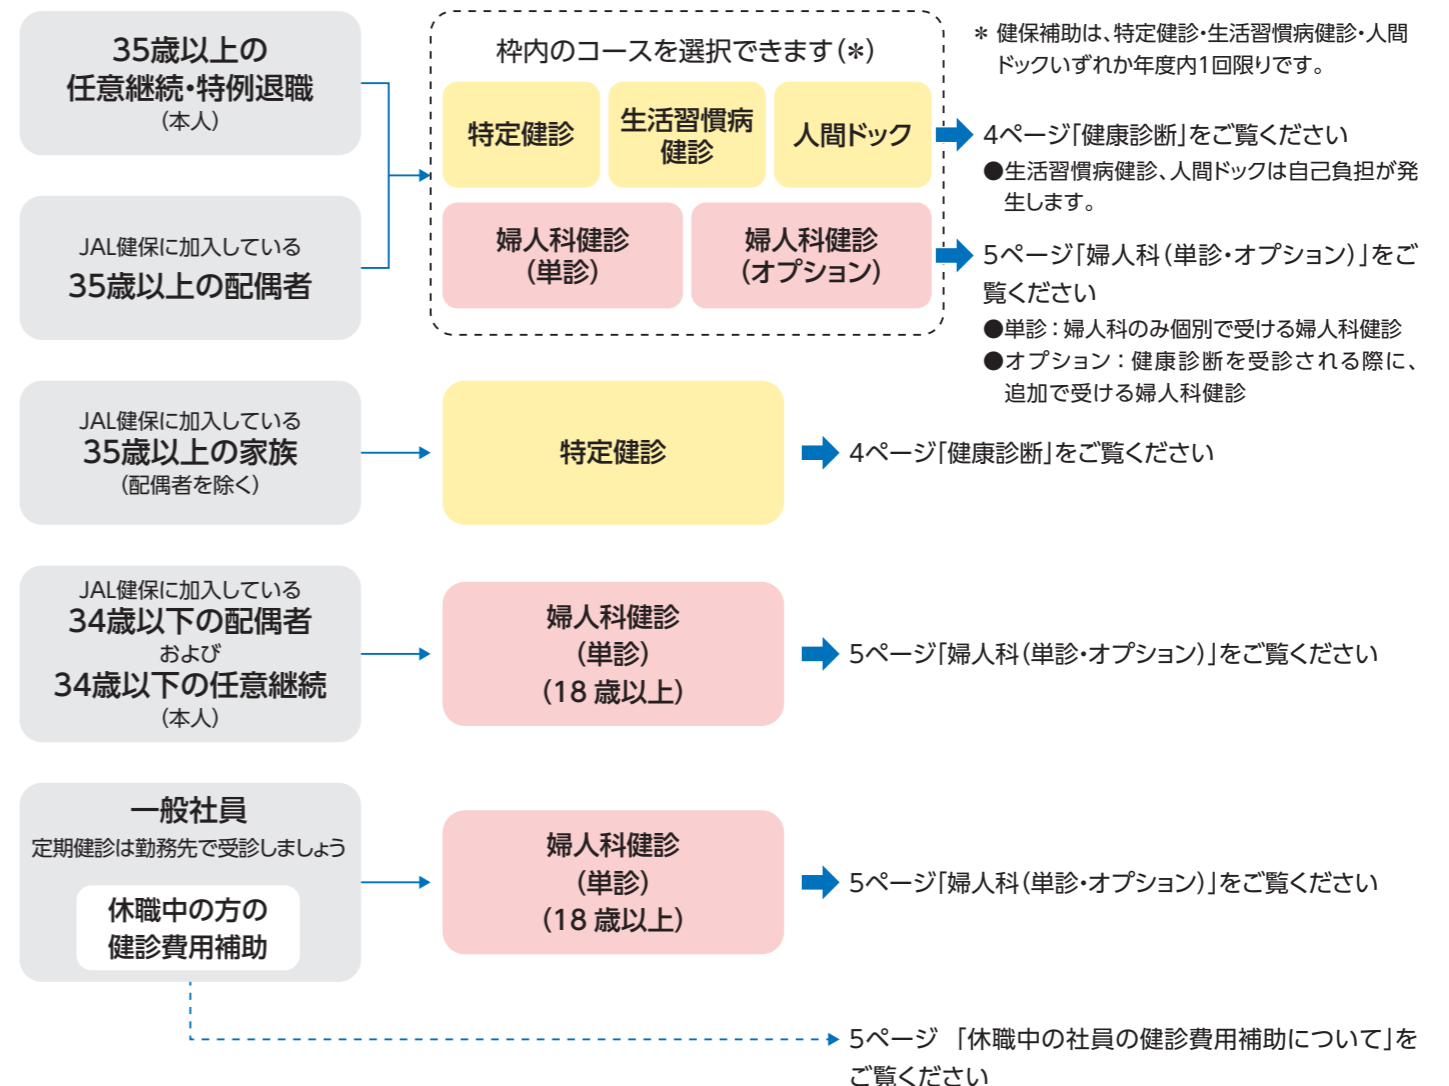 35歳以上の
任意継続・特例退職
（本人）
JAL健保に加入している
35歳以上の配偶者
枠内のコースを選択できます（＊）
特定健診
生活習慣病
健診
人間ドック
婦人科健診
（単診）
婦人科健診
（オプション）
＊ 健保補助は、特定健診・生活習慣病健診・人間
ドックいずれか年度内1回限りです。
4ページ「健康診断」をご覧ください
●生活習慣病健診、人間ドックは自己負担が発
生します。
5ページ「婦人科（単診・オプション）」をご
覧ください
●単診：婦人科のみ個別で受ける婦人科健診
●オプション：健康診断を受診される際に、
追加で受ける婦人科健診
JAL健保に加入している
35歳以上の家族
（配偶者を除く）
特定健診
4ページ「健康診断」をご覧ください
JAL健保に加入している
34歳以下の配偶者
および
34歳以下の任意継続
（本人）
婦人科健診
（単診）
（18 歳以上）
5ページ「婦人科（単診・オプション）」をご覧ください
一般社員
定期健診は勤務先で受診しましょう
休職中の方の
健診費用補助
婦人科健診
（単診）
（18 歳以上）
5ページ「婦人科（単診・オプション）」をご覧ください
5ページ 「休職中の社員の健診費用補助について」を
ご覧ください